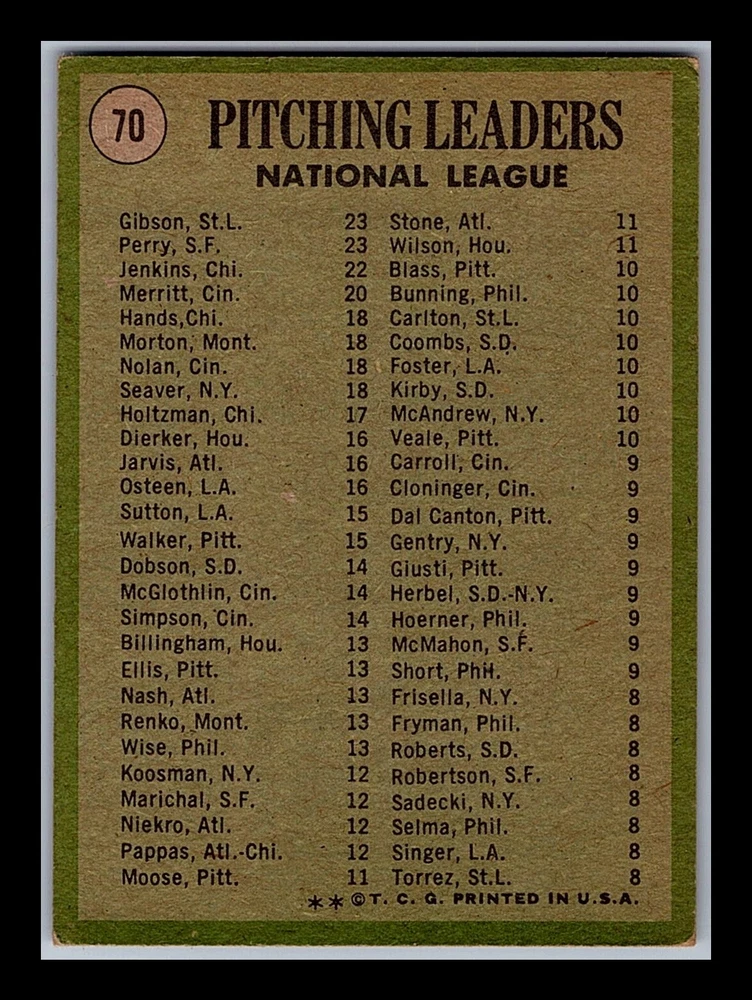 70
PITCHING LEADERS
NATIONAL LEAGUE
Gibson, St.L. 23
Perry, S.F. 23
Jenkins, Chi. 22
Merritt, Cin. 20
Hands,Chi. 18
Morton, Mont. 18
Nolan, Cin. 18
Seaver, N.Y. 18
Holtzman, Chi. 17
Dierker, Hou. 16
Jarvis, Atl. 16
Osteen, L.A. 16
Sutton, L.A. 15
Walker, Pitt. 15
Dobson, S.D. 14
McGlothlin, Cin. 14
Simpson, Cin. 14
Billingham, Hou. 13
Ellis, Pitt. 13
Nash, Atl. 13
Renko, Mont. 13
Wise, Phil. 13
Koosman, N.Y. 12
Marichal, S.F. 12
Niekro, Atl. 12
Pappas, Atl.-Chi. 12
Moose, Pitt. 11
Stone, Atl. 11
Wilson, Hou. 11
Blass, Pitt. 10
Bunning, Phil. 10
Carlton, St.L. 10
Coombs, S.D. 10
Foster, L.A. 10
Kirby, S.D. 10
McAndrew, N.Y. 10
Veale, Pitt. 10
Carroll, Cin. 9
Cloninger, Cin. 9
Dal Canton, Pitt. 9
Gentry, N.Y. 9
Giusti, Pitt. 9
Herbel, S.D.-N.Y. 9
Hoerner, Phil. 9
McMahon, S.F. 9
Short, Phil. 9
Frisella, N.Y. 8
Fryman, Phil. 8
Roberts, S.D. 8
Robertson, S.F. 8
Sadecki, N.Y. 8
Selma, Phil. 8
Singer, L.A. 8
Torrez, St.L. 8
**©T. C. G. PRINTED IN U.S.A.